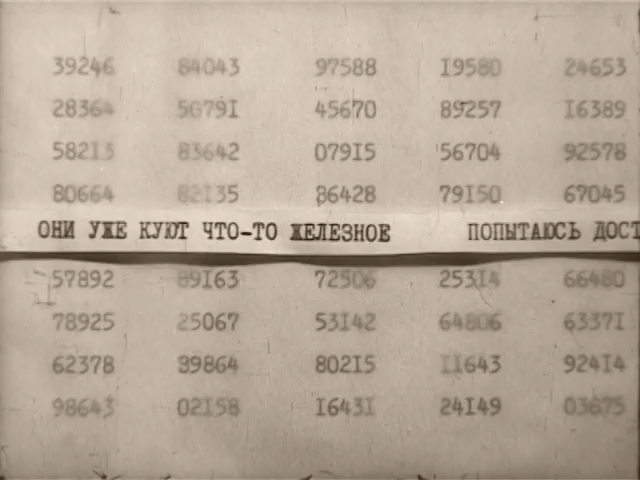 39246 84043 97588 19580 24653
28364 50791 45670 89257 16389
58213 83642 07915 56704 92578
80664 82135 86428 79150 67045
ОНИ УЖЕ КУЮТ ЧТО-ТО ЖЕЛЕЗНОЕ ПОПЫТАЮСЬ ДОСТ
57892 89163 72506 25314 66480
78925 25067 53142 64806 63371
62378 39864 80215 11643 92414
98643 02158 16431 24149 03675